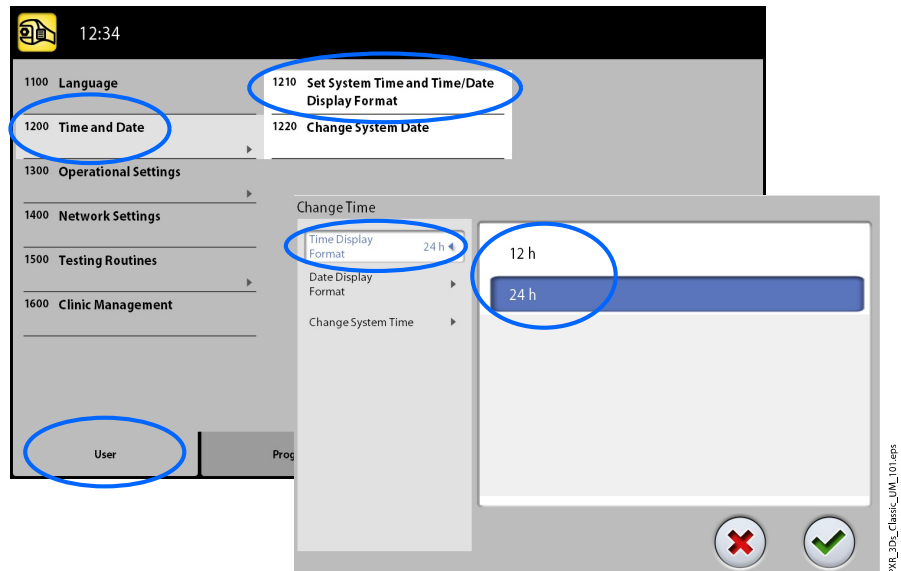 12:34
1100 Language
1200 Time and Date
1300 Operational Settings
1400 Network Settings
1500 Testing Routines
1600 Clinic Management
1210 Set System Time and Time/Date
Display Format
1220 Change System Date
User
Prog
Change Time
Time Display
Format 24 h
Date Display
Format
Change System Time
12 h
24 h
PXR_3Ds_Classic_UM_101.eps